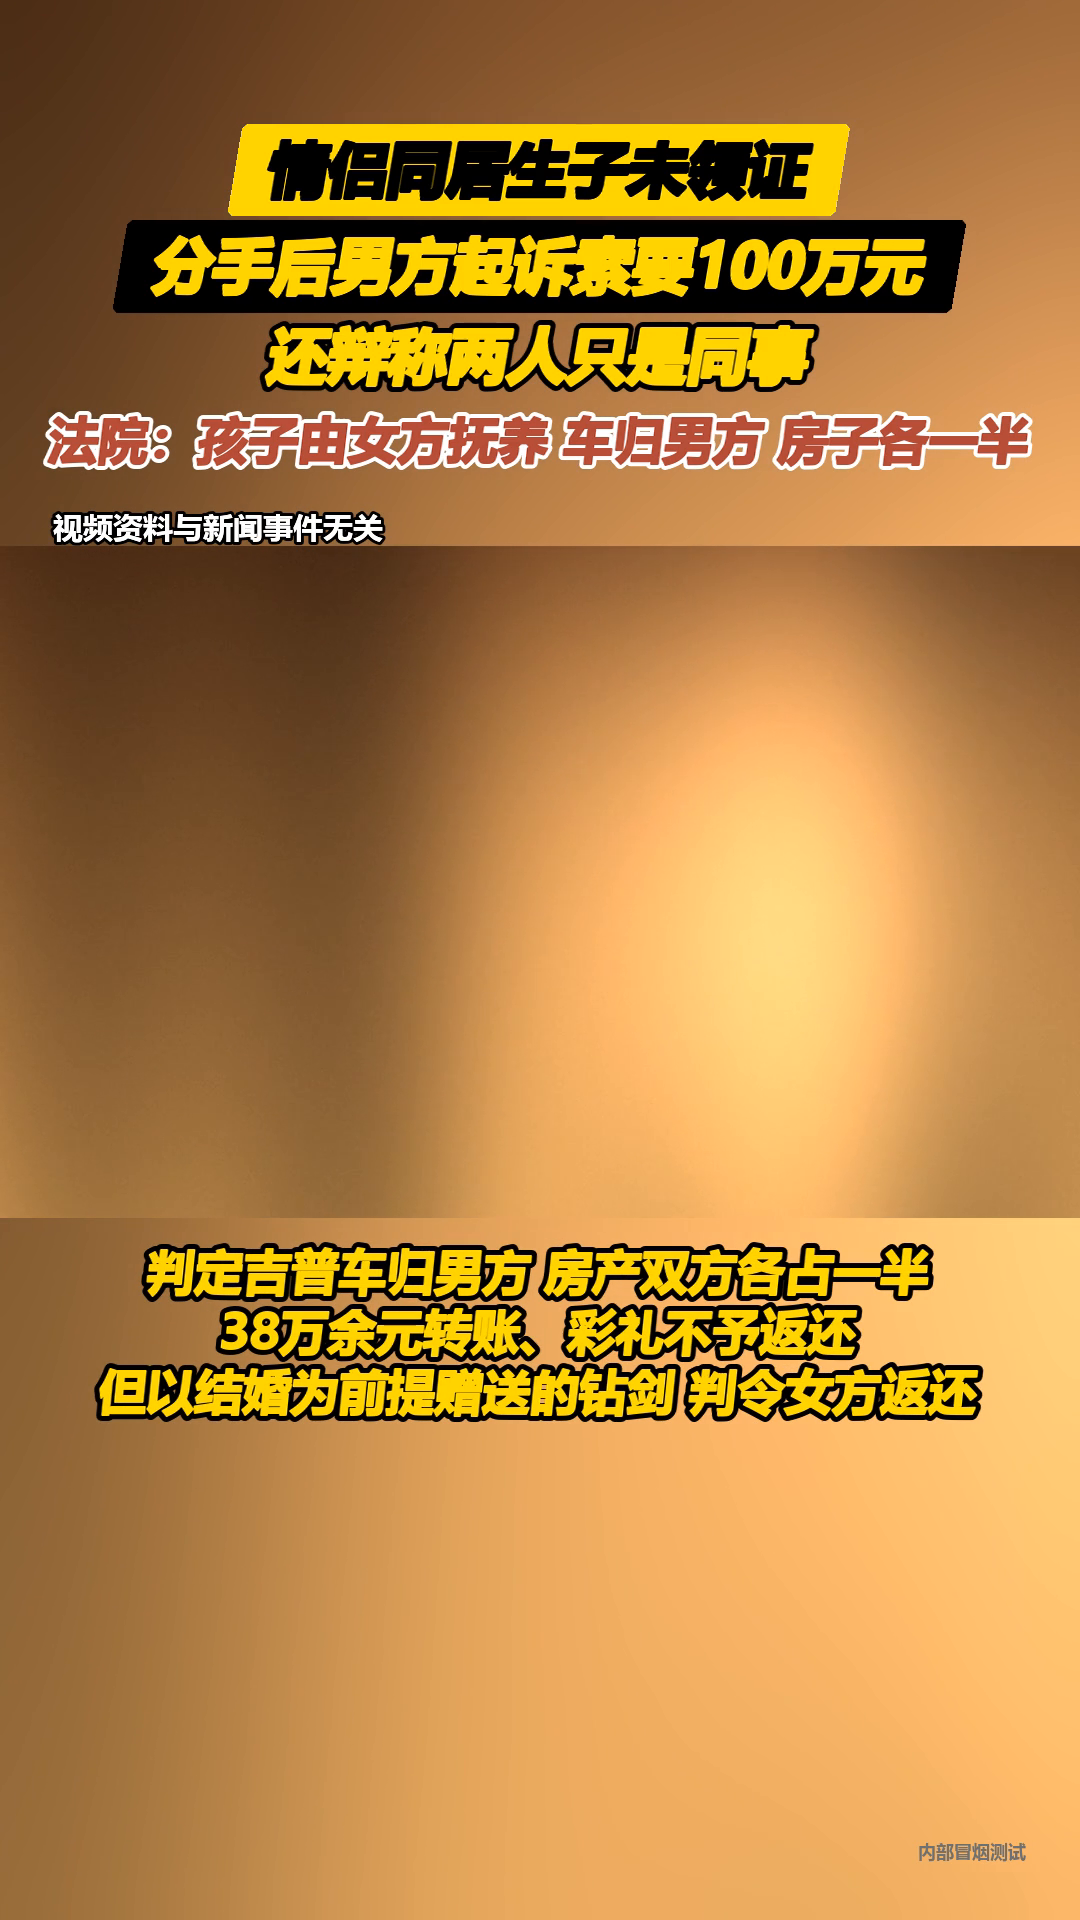 情侣同居生子未领证
分手后男方起诉索要100万元
还辩称两人只是同事
法院：孩子由女方抚养 车归男方 房子各一半
视频资料与新闻事件无关
判定吉普车归男方 房产双方各占一半
38万余元转账、彩礼不予返还
但以结婚为前提赠送的钻剑 判令女方返还
内部冒烟测试